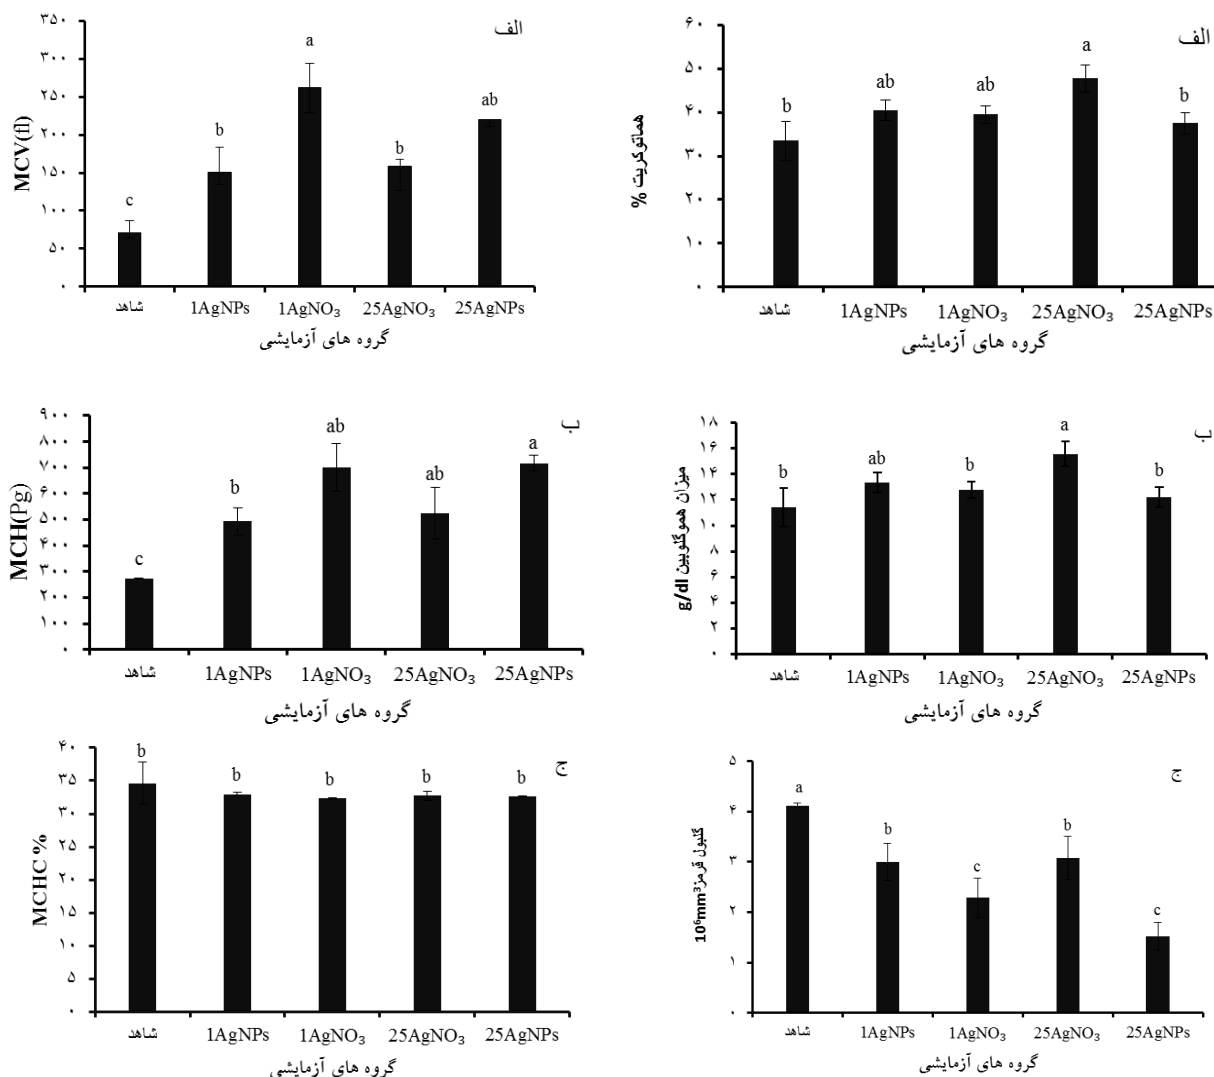 الف
MCV(fl)
۳۵۰
۳۰۰
۲۵۰
۲۰۰
۱۵۰
۱۰۰
۵۰
۰
c
b
a
b
ab
شاهد
1AgNPs
1AgNO₃
25AgNO₃
25AgNPs
گروه های آزمایشی
الف
هماتوکریت %
۶۰
۵۰
۴۰
۳۰
۲۰
۱۰
۰
b
ab
ab
a
b
شاهد
1AgNPs
1AgNO₃
25AgNO₃
25AgNPs
گروه های آزمایشی
ب
MCH(Pg)
۹۰۰
۸۰۰
۷۰۰
۶۰۰
۵۰۰
۴۰۰
۳۰۰
۲۰۰
۱۰۰
۰
c
b
ab
ab
a
شاهد
1AgNPs
1AgNO₃
25AgNO₃
25AgNPs
گروه های آزمایشی
ب
میزان هموگلوبین g/dl
۱۸
۱۶
۱۴
۱۲
۱۰
۸
۶
۴
۲
۰
b
ab
b
a
b
شاهد
1AgNPs
1AgNO₃
25AgNO₃
25AgNPs
گروه های آزمایشی
ج
MCHC %
۴۰
۳۵
۳۰
۲۵
۲۰
۱۵
۱۰
۵
۰
b
b
b
b
b
شاهد
1AgNPs
1AgNO₃
25AgNO₃
25AgNPs
گروه های آزمایشی
ج
گلبول قرمز10⁶mm³
۵
۴
۳
۲
۱
۰
a
b
c
b
c
شاهد
1AgNPs
1AgNO₃
25AgNO₃
25AgNPs
گروه های آزمایشی